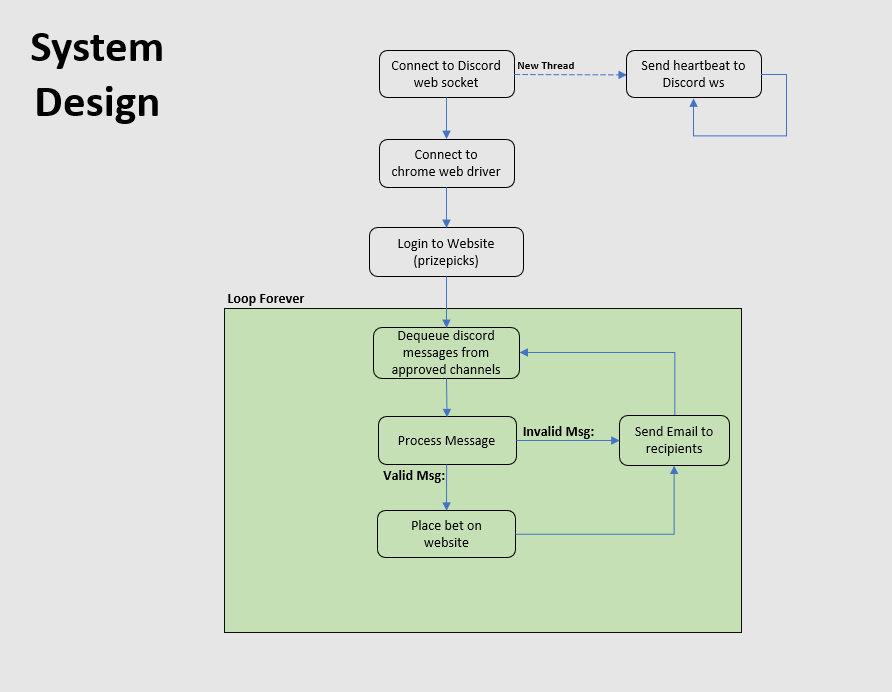 System
Design
Connect to Discord
web socket
New Thread
Send heartbeat to
Discord ws
Connect to
chrome web driver
Login to Website
(prizepicks)
Loop Forever
Dequeue discord
messages from
approved channels
Process Message
Invalid Msg:
Send Email to
recipients
Valid Msg:
Place bet on
website